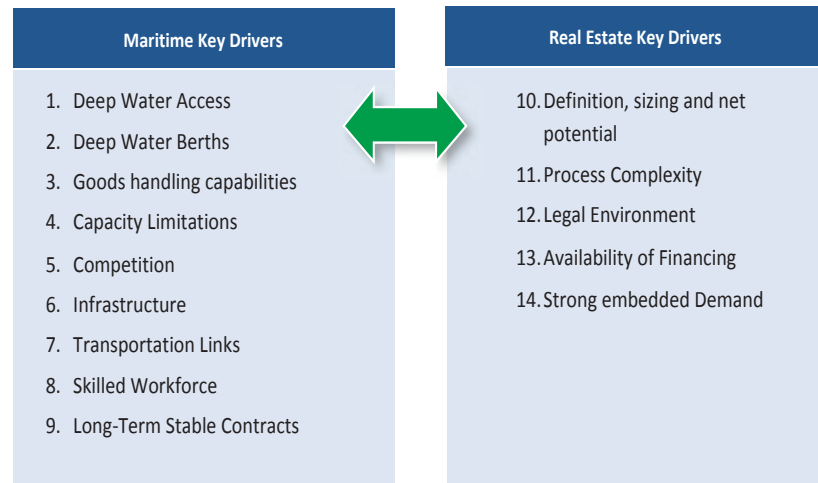 Maritime Key Drivers
1. Deep Water Access
2. Deep Water Berths
3. Goods handling capabilities
4. Capacity Limitations
5. Competition
6. Infrastructure
7. Transportation Links
8. Skilled Workforce
9. Long-Term Stable Contracts
Real Estate Key Drivers
10. Definition, sizing and net
potential
11. Process Complexity
12. Legal Environment
13. Availability of Financing
14. Strong embedded Demand